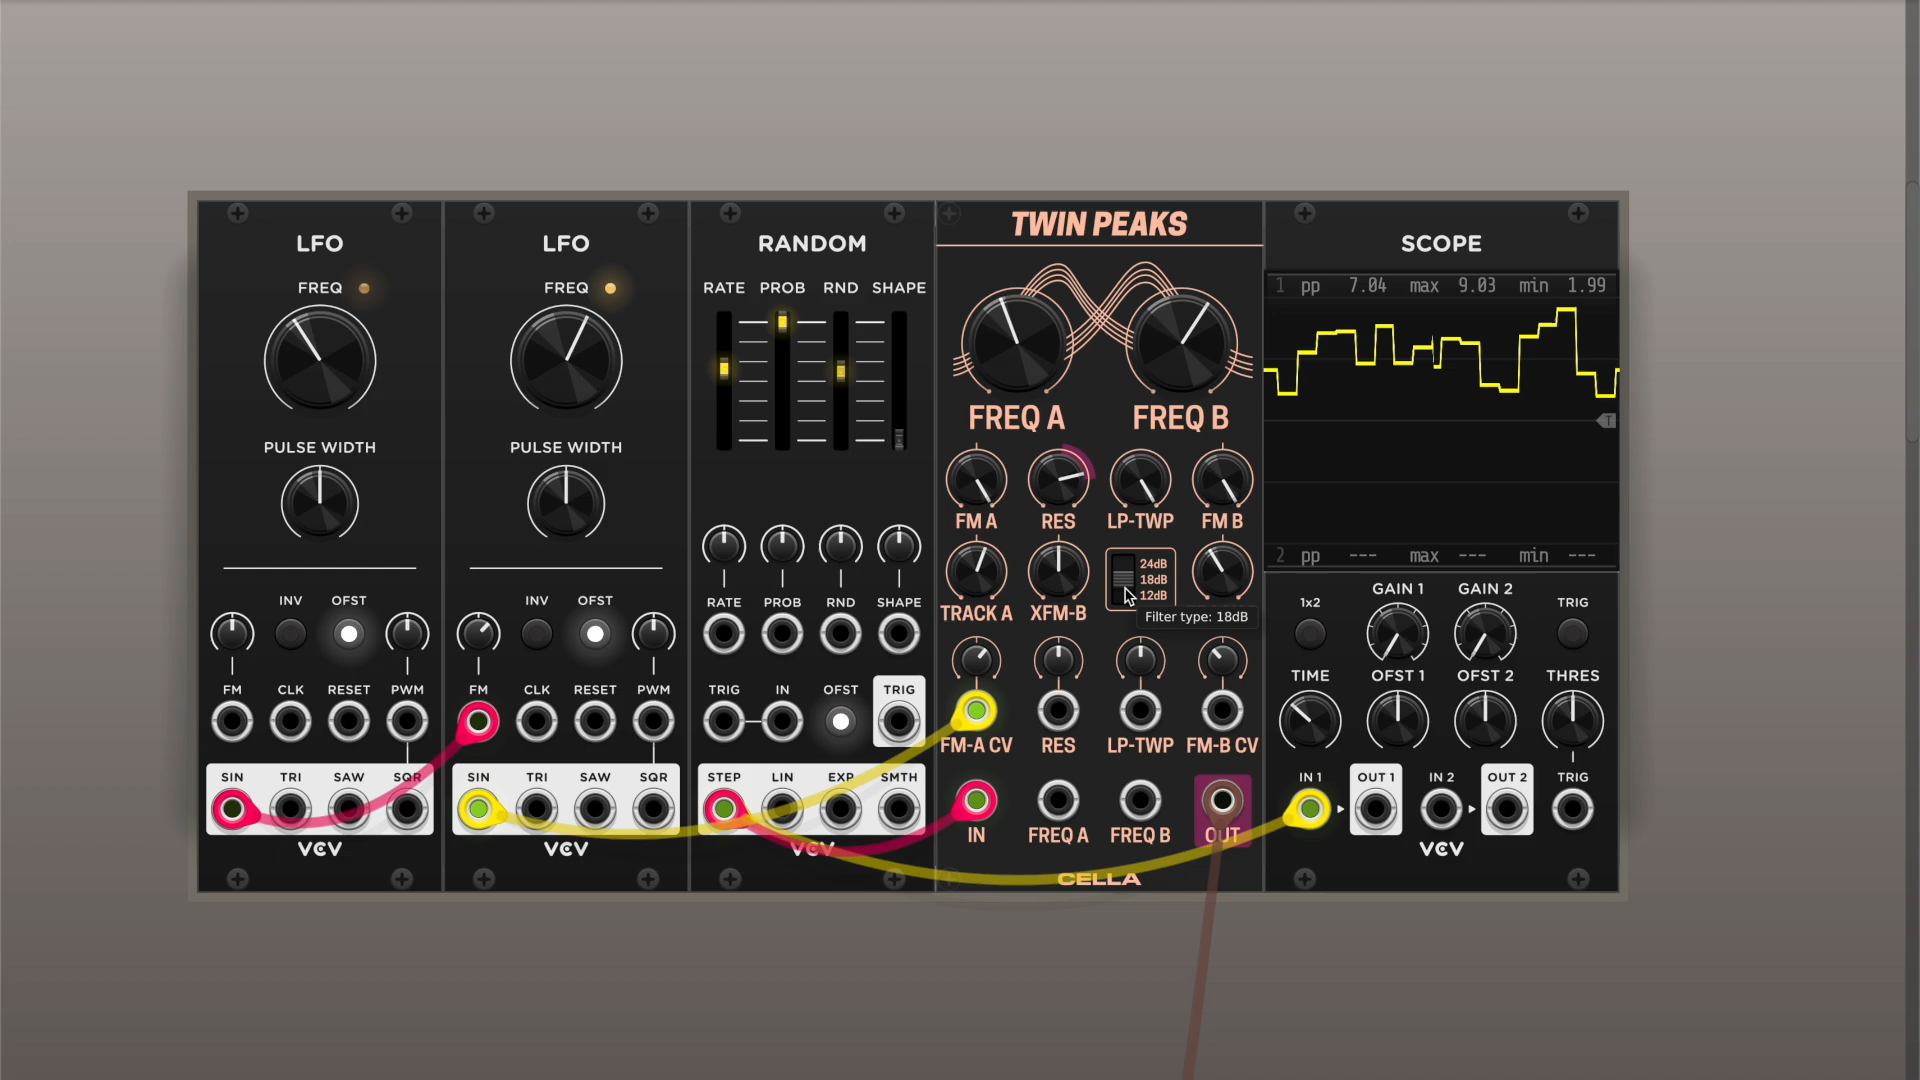 LFO
FREQ
PULSE WIDTH
INV OFST
FM CLK RESET PWM
SIN TRI SAW SQR
VCV
LFO
FREQ
PULSE WIDTH
INV OFST
FM CLK RESET PWM
SIN TRI SAW SQR
VCV
RANDOM
RATE PROB RND SHAPE
RATE PROB RND SHAPE
TRIG IN OFST TRIG
STEP LIN EXP SMTH
VCV
TWIN PEAKS
FREQ A FREQ B
FM A RES LP-TWP FM B
24dB
18dB
12dB
TRACK A XFM-B
Filter type: 18dB
FM-A CV RES LP-TWP FM-B CV
IN FREQ A FREQ B OUT
CELLA
SCOPE
1 pp 7.04 max 9.03 min 1.99
T
2 pp --- max --- min ---
GAIN 1 GAIN 2
1x2 TRIG
TIME OFST 1 OFST 2 THRES
IN 1 OUT 1 IN 2 OUT 2 TRIG
VCV